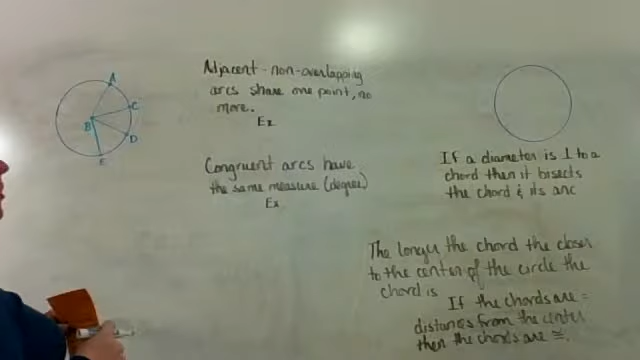 A
C
B
D
E
Adjacent - non-overlapping
arcs share one point, no
more.
Ex
Congruent arcs have
the same measure (degree)
Ex
If a diameter is ⊥ to a
chord then it bisects
the chord & its arc
The longer the chord the closer
to the center of the circle the
chord is
If the chords are =
distances from the center
then the chords are ≅.